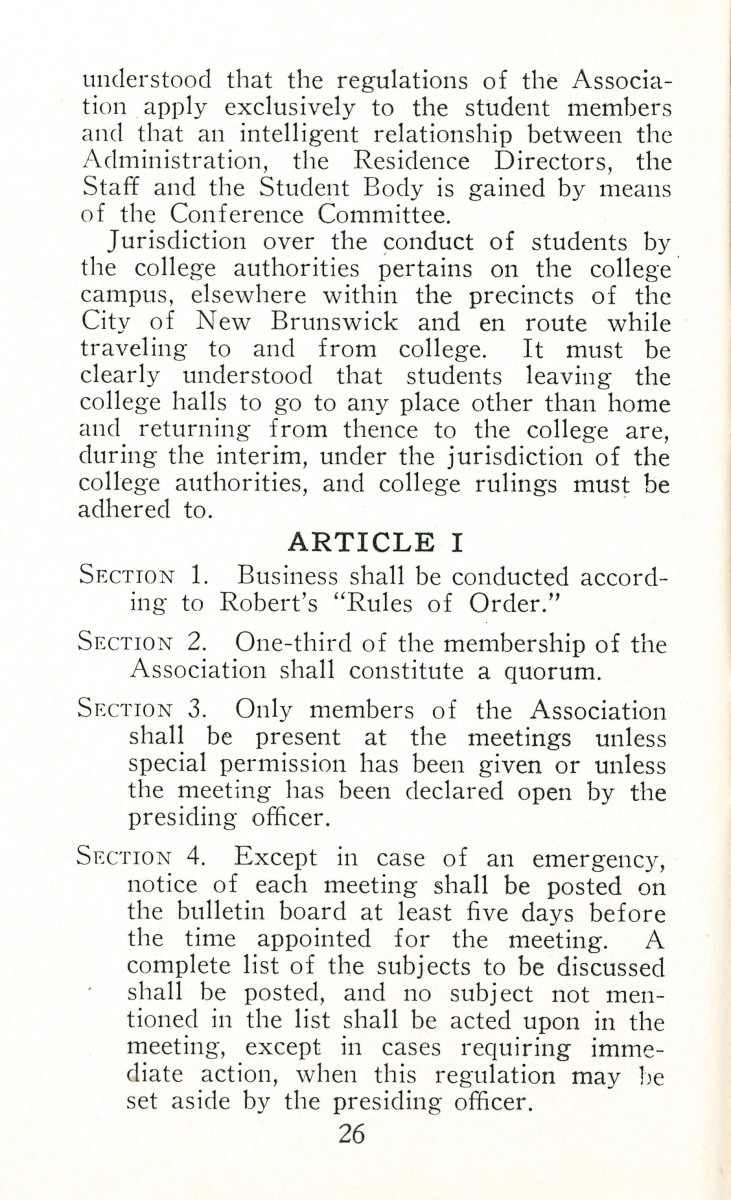 understood that the regulations of the Associa-
tion apply exclusively to the student members
and that an intelligent relationship between the
Administration, the Residence Directors, the
Staff and the Student Body is gained by means
of the Conference Committee.
Jurisdiction over the conduct of students by
the college authorities pertains on the college
campus, elsewhere within the precincts of the
City of New Brunswick and en route while
traveling to and from college. It must be
clearly understood that students leaving the
college halls to go to any place other than home
and returning from thence to the college are,
during the interim, under the jurisdiction of the
college authorities, and college rulings must be
adhered to.
ARTICLE I
SECTION 1. Business shall be conducted accord-
ing to Robert's “Rules of Order.”
SECTION 2. One-third of the membership of the
Association shall constitute a quorum.
SECTION 3. Only members of the Association
shall be present at the meetings unless
special permission has been given or unless
the meeting has been declared open by the
presiding officer.
SECTION 4. Except in case of an emergency,
notice of each meeting shall be posted on
the bulletin board at least five days before
the time appointed for the meeting. A
complete list of the subjects to be discussed
shall be posted, and no subject not men-
tioned in the list shall be acted upon in the
meeting, except in cases requiring imme-
diate action, when this regulation may be
set aside by the presiding officer.
26